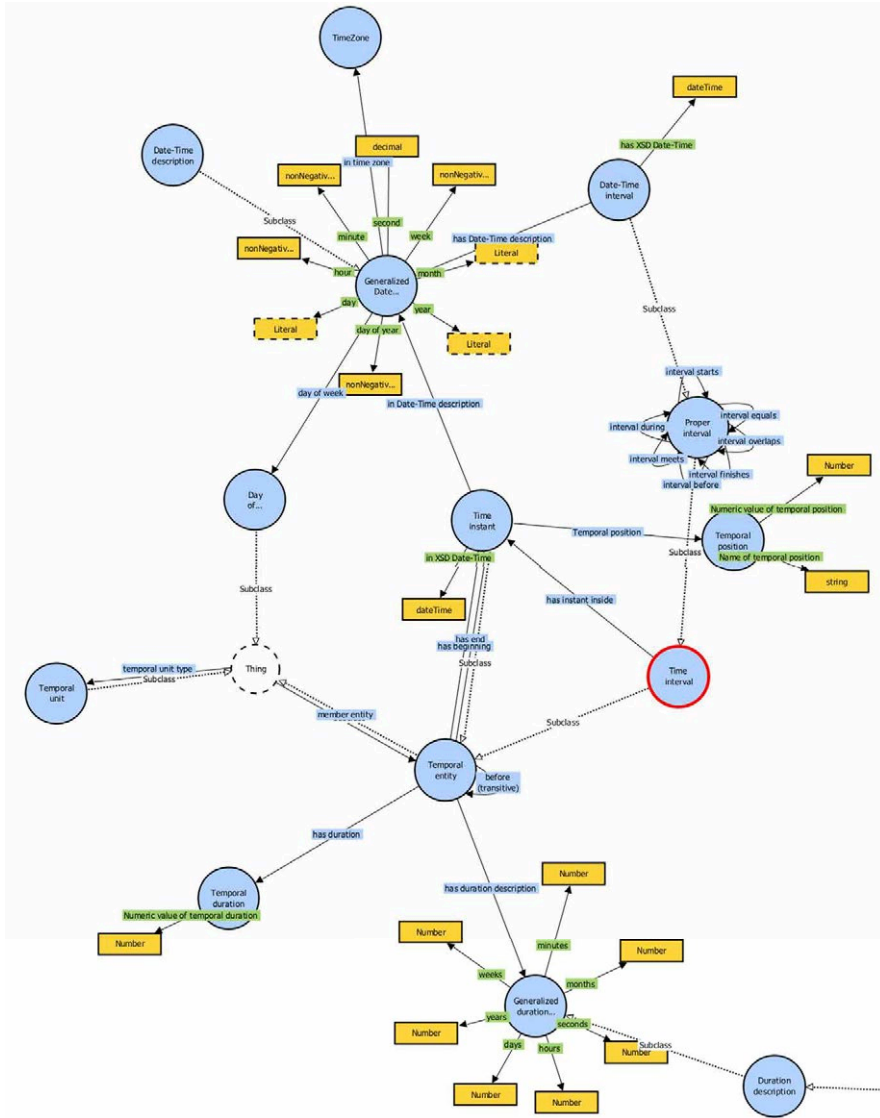 TimeZone
dateTime
has XSD Date-Time
Date-Time
description
decimal
in time zone
nonNegativ...
nonNegativ...
Date-Time
interval
Subclass
second
minute
week
has Date-Time description
nonNegativ...
hour
month
Literal
Generalized
Date...
day
year
Literal
day of year
Literal
Subclass
nonNegativ...
day of week
in Date-Time description
interval starts
interval equals
interval during
Proper
interval
interval overlaps
interval meets
interval finishes
interval before
Number
Day
of...
Time
instant
Numeric value of temporal position
Temporal position
Temporal
position
in XSD Date-Time
Subclass
Name of temporal position
string
Subclass
dateTime
has instant inside
has end
has beginning
Subclass
temporal unit type
Thing
Temporal
unit
Subclass
Time
interval
member entity
Subclass
Temporal
entity
before
(transitive)
has duration
Temporal
duration
has duration description
Number
Numeric value of temporal duration
Number
Number
minutes
Number
weeks
months
Generalized
duration...
years
seconds
Number
days
hours
Number
Subclass
Number
Number
Duration
description